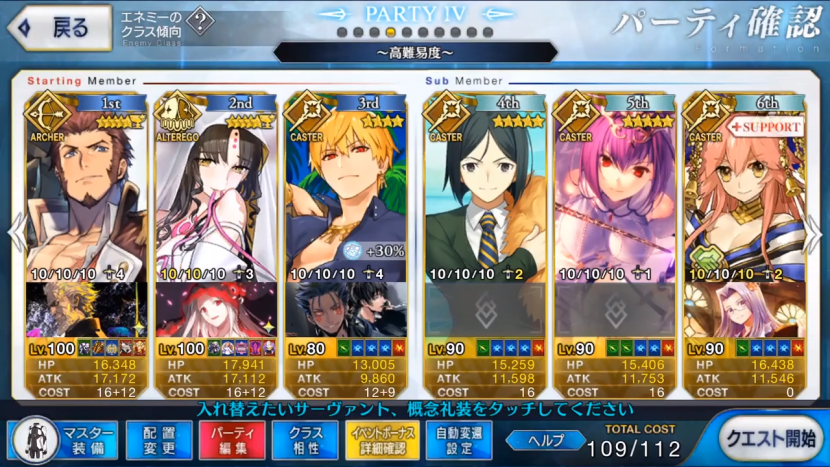 戻る
エネミーの
クラス傾向
Enemy Class
?
PARTY IV
～高難易度～
パーティ確認
Formation
Starting Member
Sub Member
1st
2nd
3rd
4th
5th
6th
ARCHER
ALTEREGO
CASTER
CASTER
CASTER
CASTER
+SUPPORT
+30%
10/10/10 4
10/10/10 3
10/10/10 4
10/10/10 2
10/10/10 1
10/10/10 2
Lv.100
Lv.100
Lv.80
Lv.90
Lv.90
Lv.90
HP 16,348
ATK 17,172
COST 16+12
HP 17,941
ATK 17,112
COST 16+12
HP 13,005
ATK 9,860
COST 12+9
HP 15,259
ATK 11,598
COST 16
HP 15,406
ATK 11,753
COST 16
HP 16,438
ATK 11,546
COST 0
入れ替えたいサーヴァント、概念礼装をタッチしてください
マスター
装備
配置
変更
パーティ
編集
クラス
相性
イベントボーナス
詳細確認
自動変還
設定
ヘルプ
TOTAL COST
109/112
クエスト開始